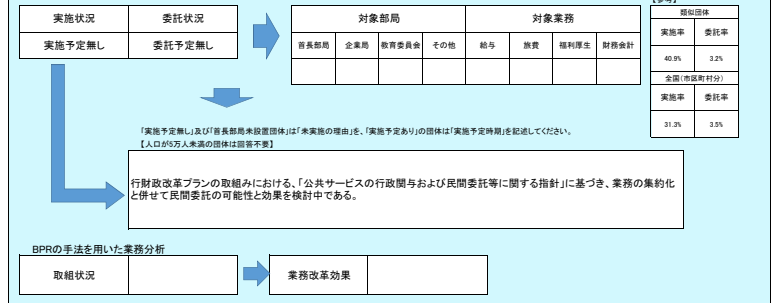 【参考】
実施状況 委託状況
実施予定無し 委託予定無し
対象部局 対象業務
首長部局 企業局 教育委員会 その他 給与 旅費 福利厚生 財務会計
類似団体
実施率 委託率
40.9% 3.2%
全国(市区町村分)
実施率 委託率
31.3% 3.5%
「実施予定無し」及び「首長部局未設置団体」は「未実施の理由」を、「実施予定あり」の団体は「実施予定時期」を記述してください。
【人口が5万人未満の団体は回答不要】
行財政改革プランの取組みにおける、「公共サービスの行政関与および民間委託等に関する指針」に基づき、業務の集約化
と併せて民間委託の可能性と効果を検討中である。
BPRの手法を用いた業務分析
取組状況 業務改革効果